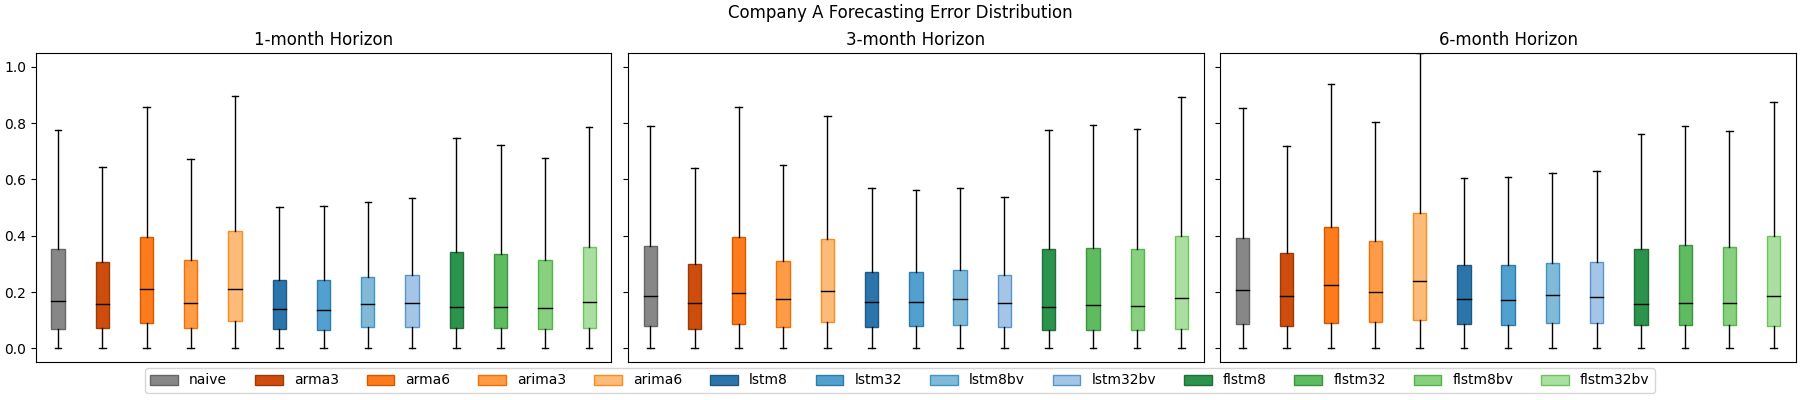 Company A Forecasting Error Distribution
1-month Horizon 3-month Horizon 6-month Horizon
1.0
0.8
0.6
0.4
0.2
0.0
naive arma3 arma6 arima3 arima6 lstm8 lstm32 lstm8bv lstm32bv flstm8 flstm32 flstm8bv flstm32bv